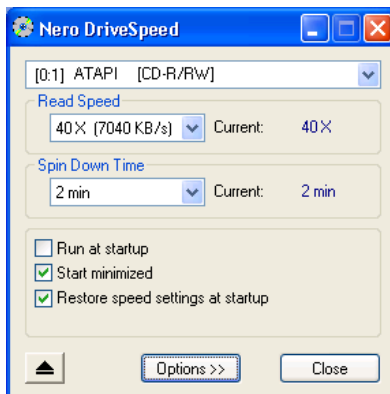 Nero DriveSpeed
[0:1] ATAPI [CD-R/RW]
Read Speed
40X (7040 KB/s) Current: 40X
Spin Down Time
2 min Current: 2 min
Run at startup
Start minimized
Restore speed settings at startup
Options >> Close